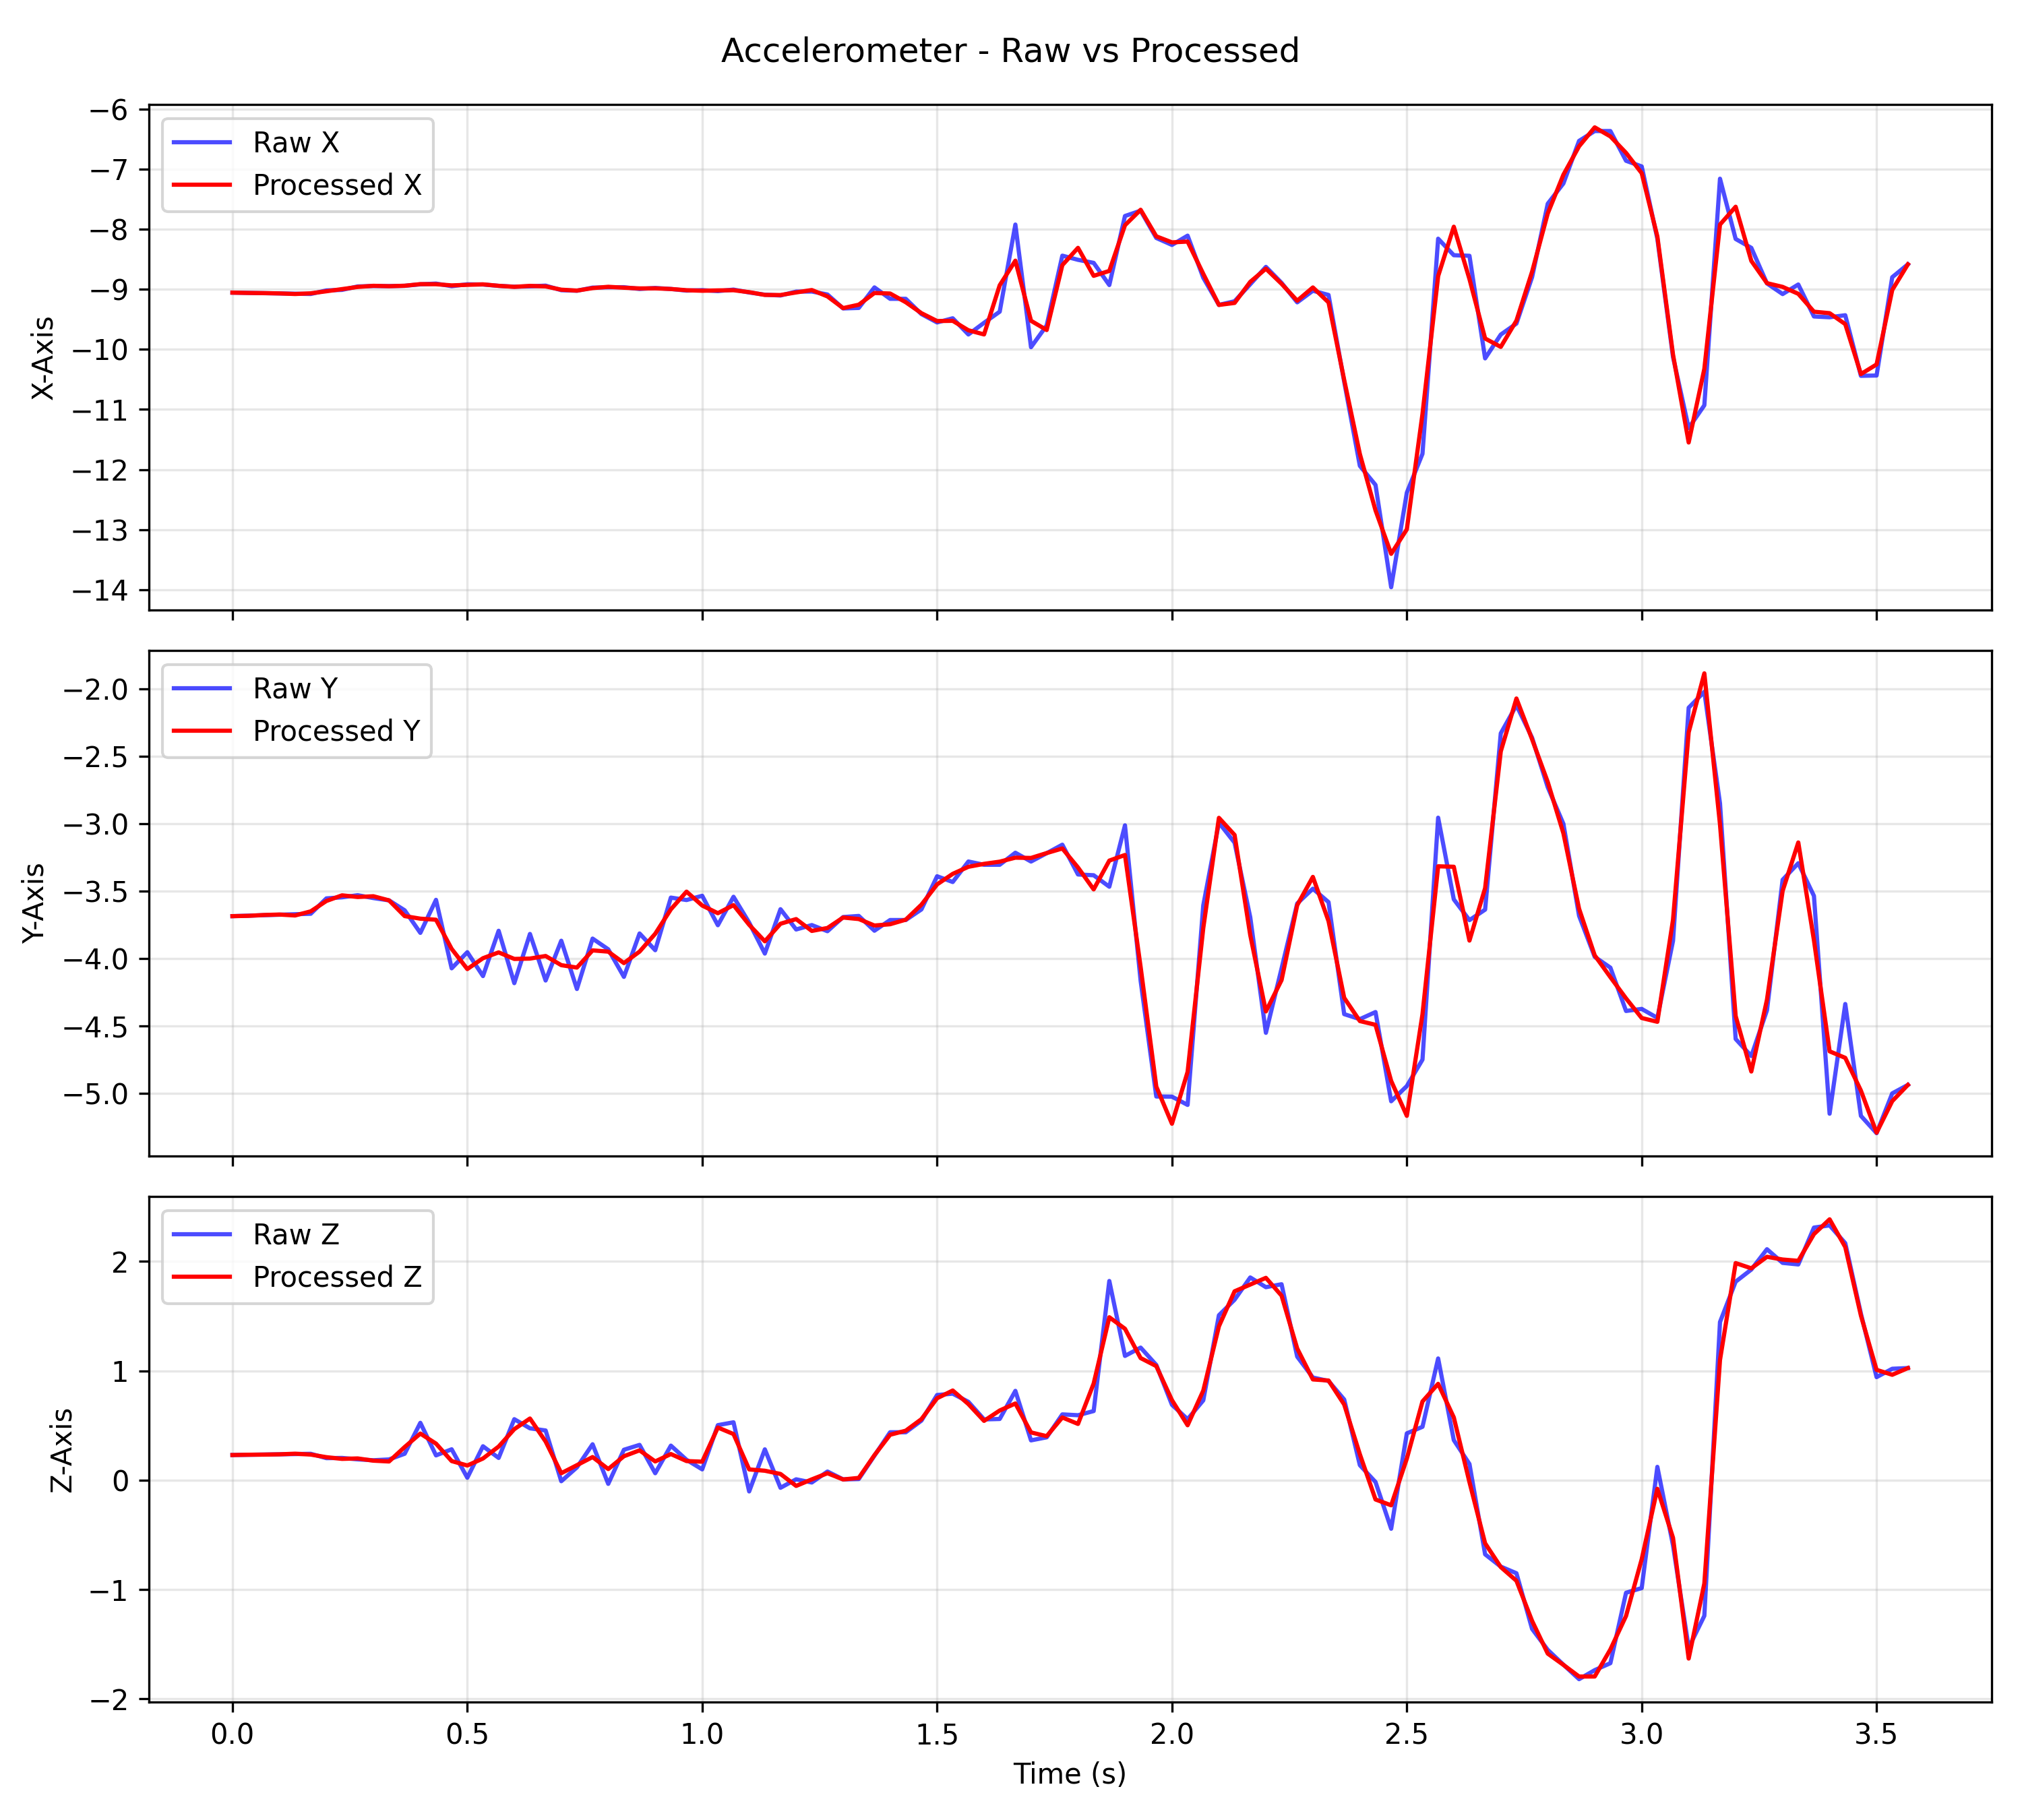 Accelerometer - Raw vs Processed
−6
−7
−8
−9
−10
−11
−12
−13
−14
X-Axis
Raw X
Processed X
−2.0
−2.5
−3.0
−3.5
−4.0
−4.5
−5.0
Y-Axis
Raw Y
Processed Y
2
1
0
−1
−2
Z-Axis
Raw Z
Processed Z
0.0 0.5 1.0 1.5 2.0 2.5 3.0 3.5
Time (s)